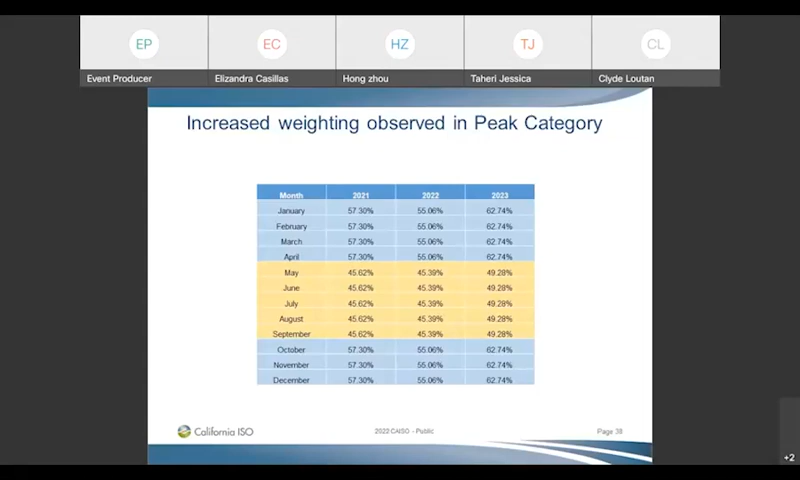 EP EC HZ TJ CL
Event Producer Elizandra Casillas Hong zhou Taheri Jessica Clyde Loutan
Increased weighting observed in Peak Category
Month 2021 2022 2023
January 57.30% 55.06% 62.74%
February 57.30% 55.06% 62.74%
March 57.30% 55.06% 62.74%
April 57.30% 55.06% 62.74%
May 45.62% 45.39% 49.28%
June 45.62% 45.39% 49.28%
July 45.62% 45.39% 49.28%
August 45.62% 45.39% 49.28%
September 45.62% 45.39% 49.28%
October 57.30% 55.06% 62.74%
November 57.30% 55.06% 62.74%
December 57.30% 55.06% 62.74%
California ISO 2022 CAISO - Public Page 38
+2